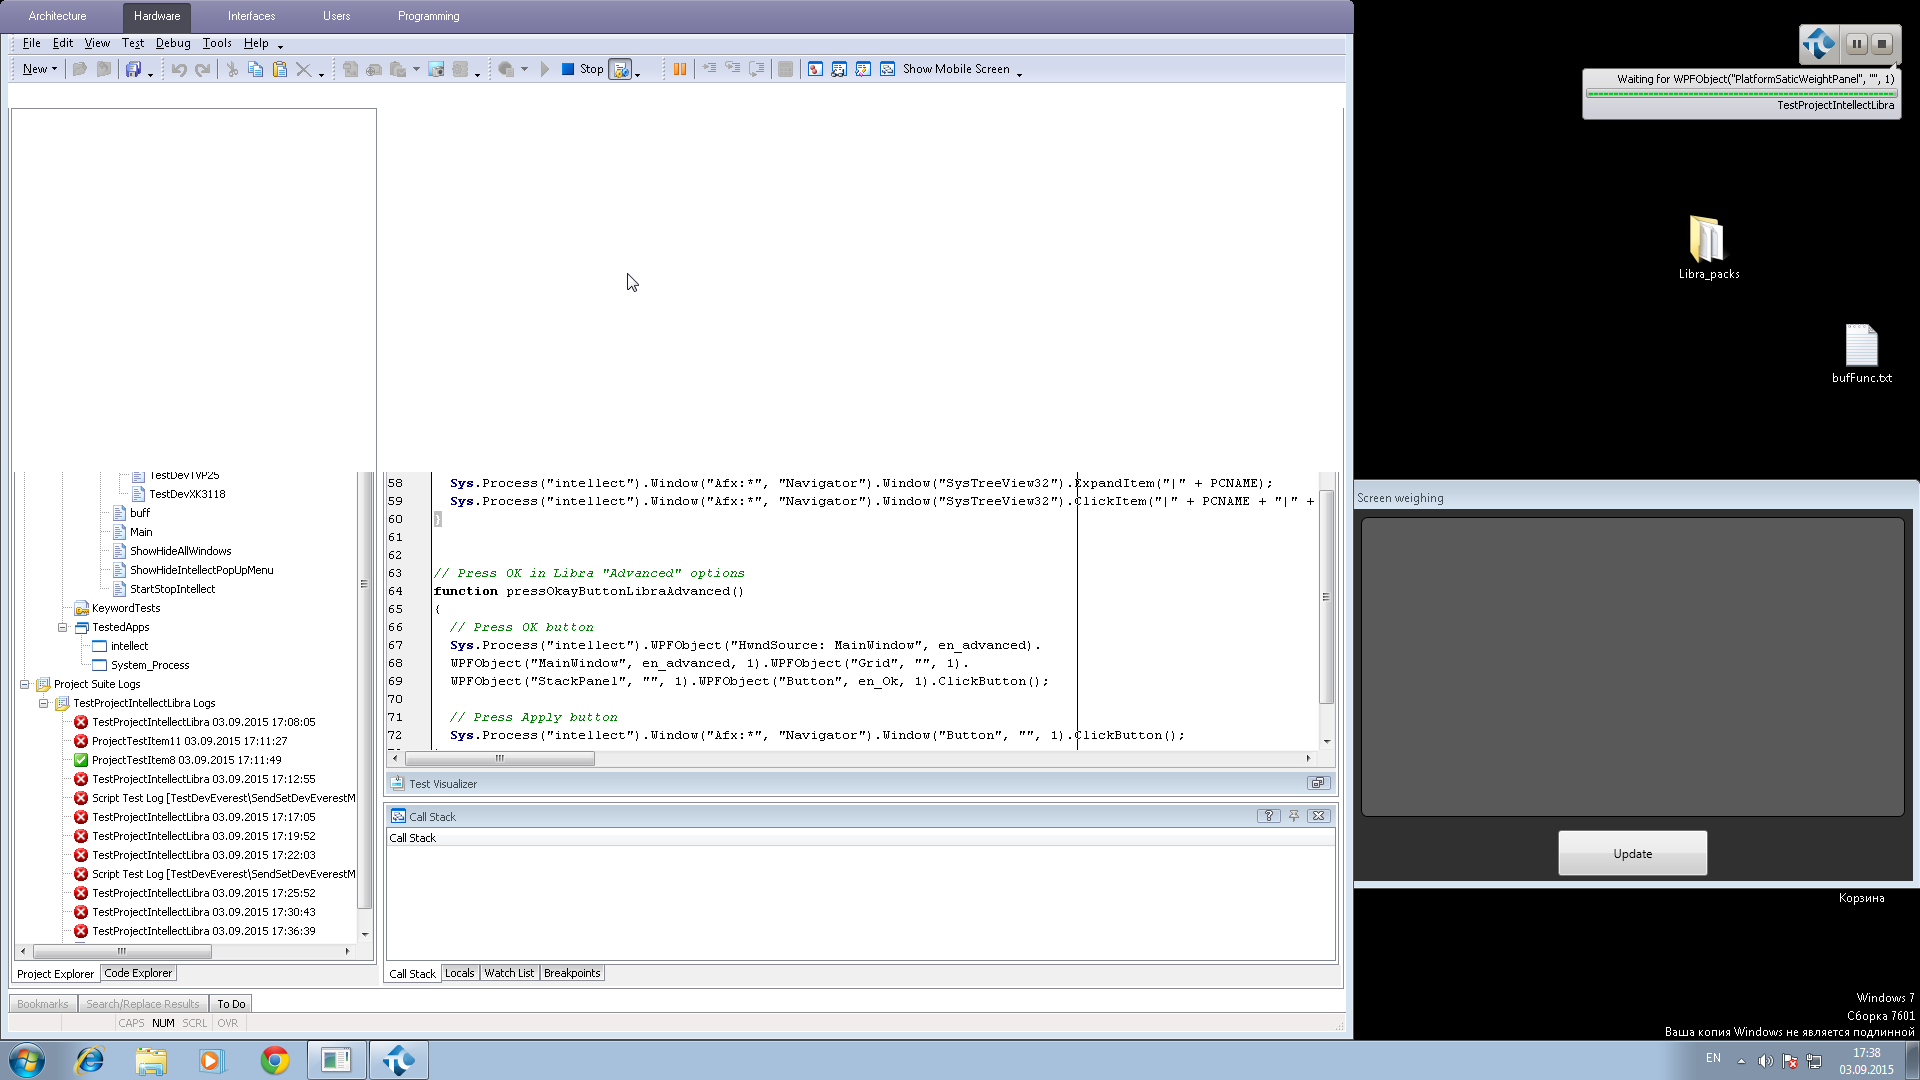 Architecture
Hardware
Interfaces
Users
Programming
File Edit View Test Debug Tools Help
New
Stop
Show Mobile Screen
Waiting for WPFObject("PlatformSaticWeightPanel", "", 1)
TestProjectIntellectLibra
Libra_packs
bufFunc.txt
TestDevTVP25
TestDevXK3118
buff
Main
ShowHideAllWindows
ShowHideIntellectPopUpMenu
StartStopIntellect
KeywordTests
TestedApps
intellect
System_Process
Project Suite Logs
TestProjectIntellectLibra Logs
TestProjectIntellectLibra 03.09.2015 17:08:05
ProjectTestItem11 03.09.2015 17:11:27
ProjectTestItem8 03.09.2015 17:11:49
TestProjectIntellectLibra 03.09.2015 17:12:55
Script Test Log [TestDevEverest\SendSetDevEverestM
TestProjectIntellectLibra 03.09.2015 17:17:05
TestProjectIntellectLibra 03.09.2015 17:19:52
TestProjectIntellectLibra 03.09.2015 17:22:03
Script Test Log [TestDevEverest\SendSetDevEverestM
TestProjectIntellectLibra 03.09.2015 17:25:52
TestProjectIntellectLibra 03.09.2015 17:30:43
TestProjectIntellectLibra 03.09.2015 17:36:39
Project Explorer Code Explorer
58 Sys.Process("intellect").Window("Afx:*", "Navigator").Window("SysTreeView32").ExpandItem("|" + PCNAME);
59 Sys.Process("intellect").Window("Afx:*", "Navigator").Window("SysTreeView32").ClickItem("|" + PCNAME + "|" +
60 }
61
62
63 // Press OK in Libra "Advanced" options
64 function pressOkayButtonLibraAdvanced()
65 {
66 // Press OK button
67 Sys.Process("intellect").WPFObject("HwndSource: MainWindow", en_advanced).
68 WPFObject("MainWindow", en_advanced, 1).WPFObject("Grid", "", 1).
69 WPFObject("StackPanel", "", 1).WPFObject("Button", en_Ok, 1).ClickButton();
70
71 // Press Apply button
72 Sys.Process("intellect").Window("Afx:*", "Navigator").Window("Button", "", 1).ClickButton();
Test Visualizer
Call Stack
Call Stack
Call Stack Locals Watch List Breakpoints
Bookmarks Search/Replace Results To Do
CAPS NUM SCRL OVR
Screen weighing
Update
Корзина
Windows 7
Сборка 7601
Ваша копия Windows не является подлинной
EN
17:38
03.09.2015